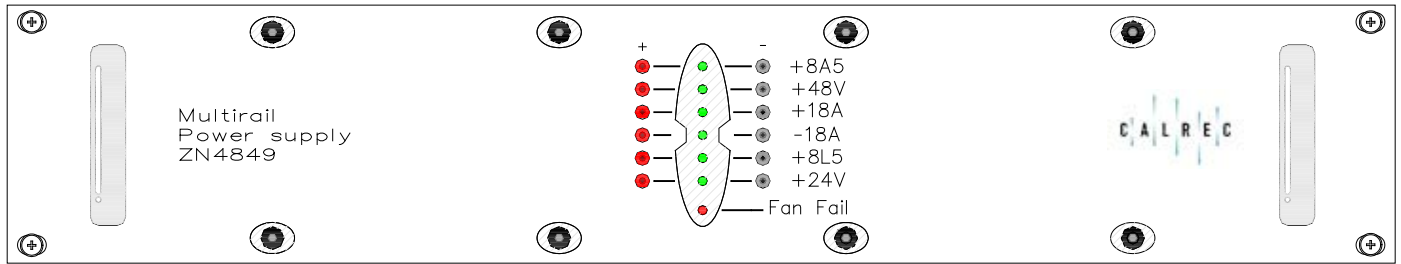 Multirail
Power supply
ZN4849
+ -
+8A5
+48V
+18A
-18A
+8L5
+24V
Fan Fail
CALREC